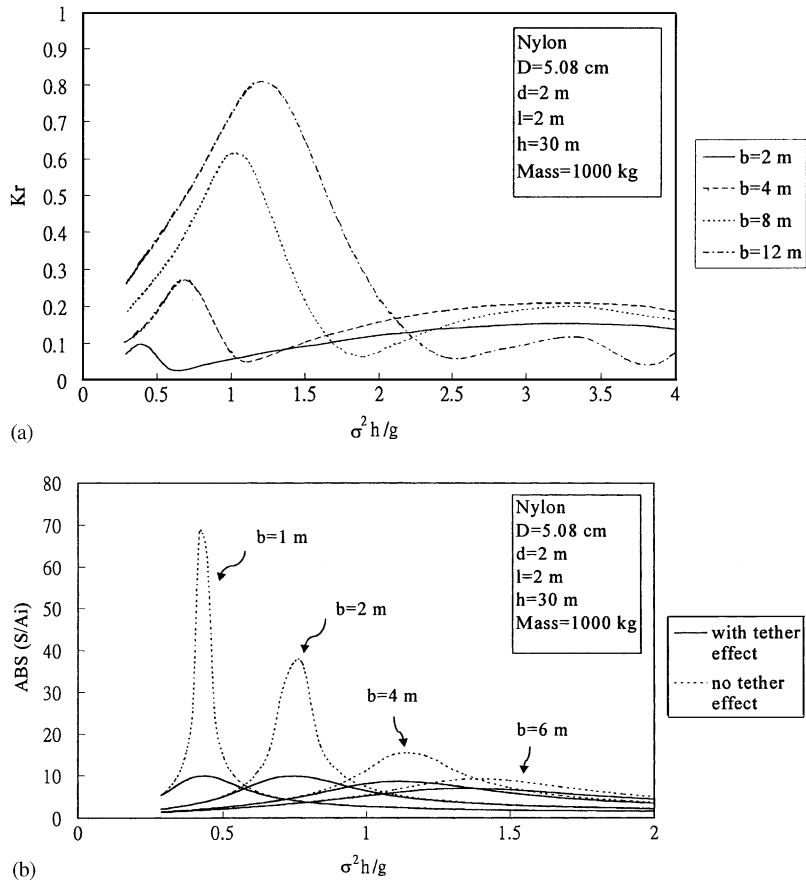 1
0.9
0.8
0.7
0.6
0.5
0.4
0.3
0.2
0.1
0
Kr
0 0.5 1 1.5 2 2.5 3 3.5 4
σ²h/g
Nylon
D=5.08 cm
d=2 m
l=2 m
h=30 m
Mass=1000 kg
b=2 m
b=4 m
b=8 m
b=12 m
(a)
80
70
60
50
40
30
20
10
0
ABS (S/Ai)
0.5 1 1.5 2
σ²h/g
b=1 m
b=2 m
b=4 m
b=6 m
Nylon
D=5.08 cm
d=2 m
l=2 m
h=30 m
Mass=1000 kg
with tether
effect
no tether
effect
(b)